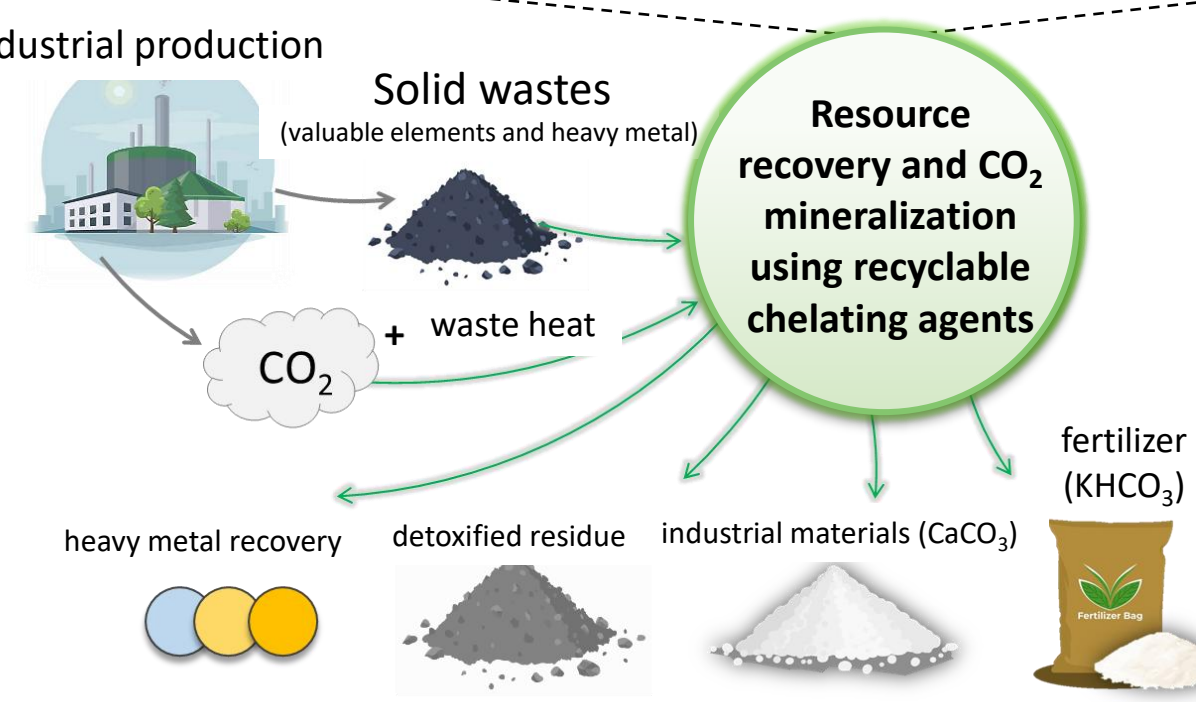 dustrial production
Solid wastes
(valuable elements and heavy metal)
Resource
recovery and CO₂
mineralization
using recyclable
chelating agents
+ waste heat
CO₂
fertilizer
(KHCO₃)
heavy metal recovery
detoxified residue
industrial materials (CaCO₃)
Fertilizer Bag